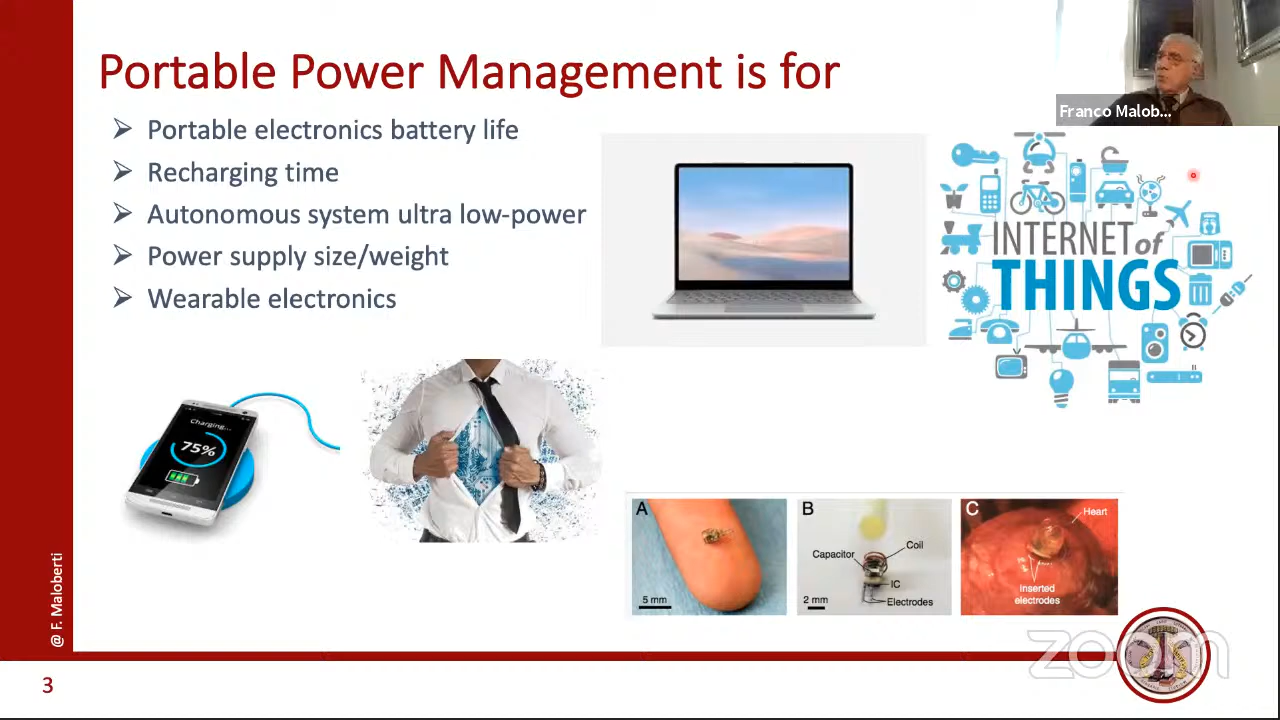 Portable Power Management is for
Franco Malob...
➢ Portable electronics battery life
➢ Recharging time
➢ Autonomous system ultra low-power
➢ Power supply size/weight
➢ Wearable electronics
INTERNET of
THINGS
Charging...
75%
A
5 mm
B
Capacitor
Coil
IC
Electrodes
2 mm
C
Heart
Inserted
electrodes
@ F. Maloberti
3
zoom